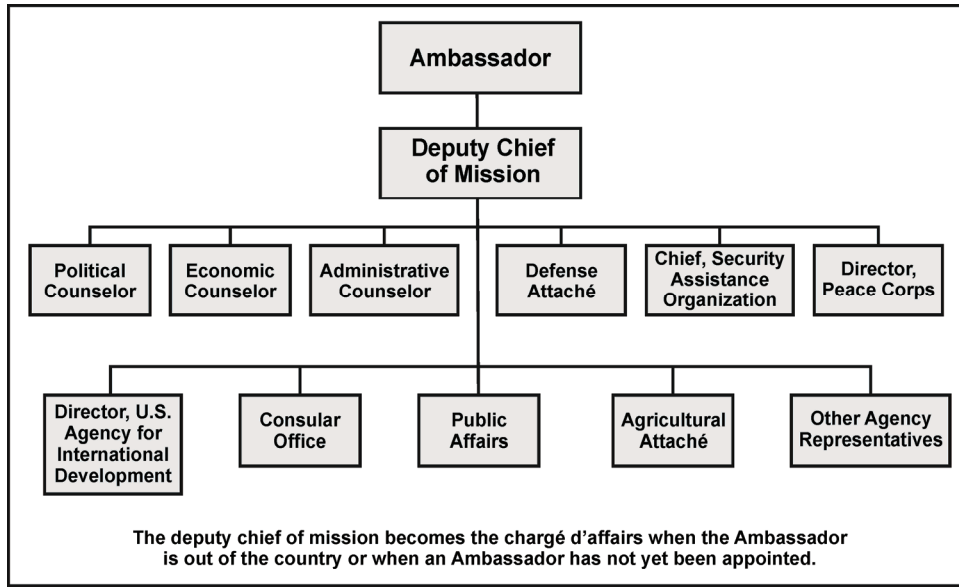 Ambassador
Deputy Chief
of Mission
Political
Counselor
Economic
Counselor
Administrative
Counselor
Defense
Attaché
Chief, Security
Assistance
Organization
Director,
Peace Corps
Director, U.S.
Agency for
International
Development
Consular
Office
Public
Affairs
Agricultural
Attaché
Other Agency
Representatives
The deputy chief of mission becomes the chargé d’affairs when the Ambassador
is out of the country or when an Ambassador has not yet been appointed.